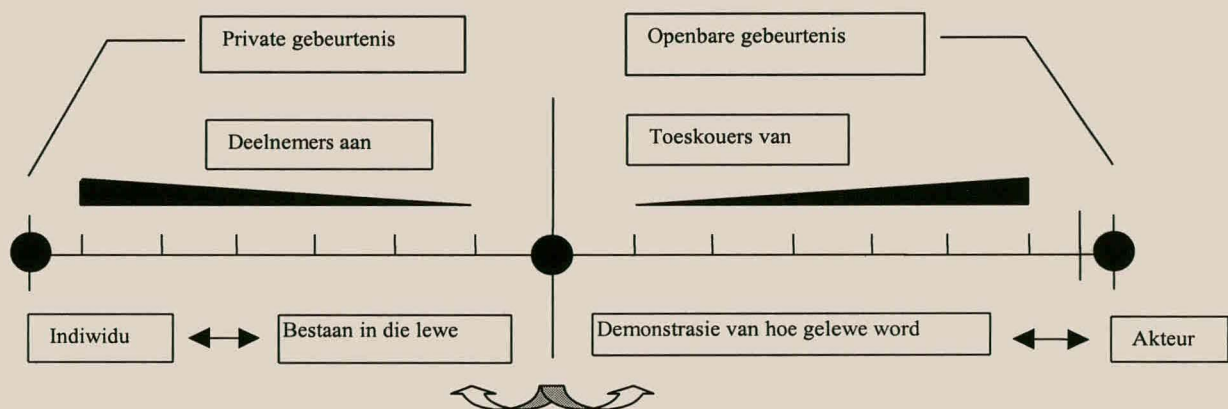 Private gebeurtenis
Openbare gebeurtenis
Deelnemers aan
Toeskouers van
Indiwidu
Bestaan in die lewe
Demonstrasie van hoe gelewe word
Akteur